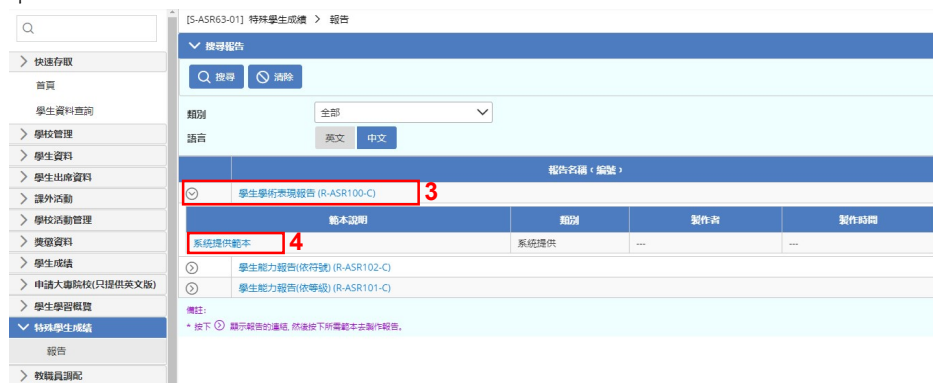 [S-ASR63-01] 特殊學生成績 > 報告
搜尋報告
搜尋 清除
類別 全部
語言 英文 中文
報告名稱 ( 編號 )
學生學術表現報告 (R-ASR100-C) 3
範本說明 類別 製作者 製作時間
系統提供範本 4 系統提供 --- ---
學生能力報告(依符號) (R-ASR102-C)
學生能力報告(依等級) (R-ASR101-C)
備註:
* 按下 顯示報告的連結, 然後按下所需範本去製作報告。
快速存取
首頁
學生資料查詢
學校管理
學生資料
學生出席資料
課外活動
學校活動管理
獎懲資料
學生成績
申請大專院校(只提供英文版)
學生學習概覽
特殊學生成績
報告
教職員調配